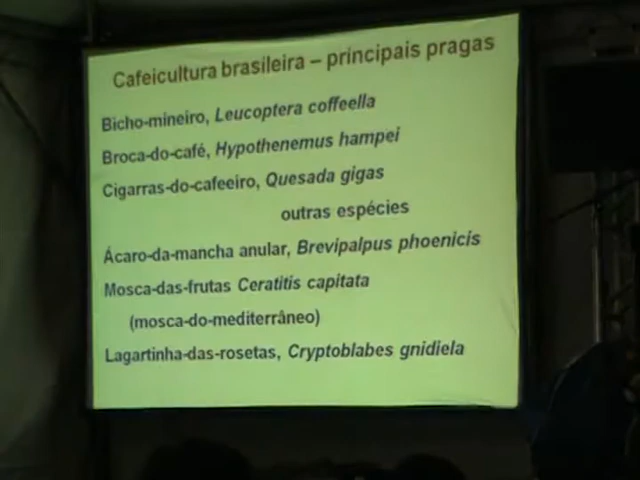 Cafeicultura brasileira – principais pragas
Bicho-mineiro, Leucoptera coffeella
Broca-do-café, Hypothenemus hampei
Cigarras-do-cafeeiro, Quesada gigas
outras espécies
Ácaro-da-mancha anular, Brevipalpus phoenicis
Mosca-das-frutas Ceratitis capitata
(mosca-do-mediterrâneo)
Lagartinha-das-rosetas, Cryptoblabes gnidiela